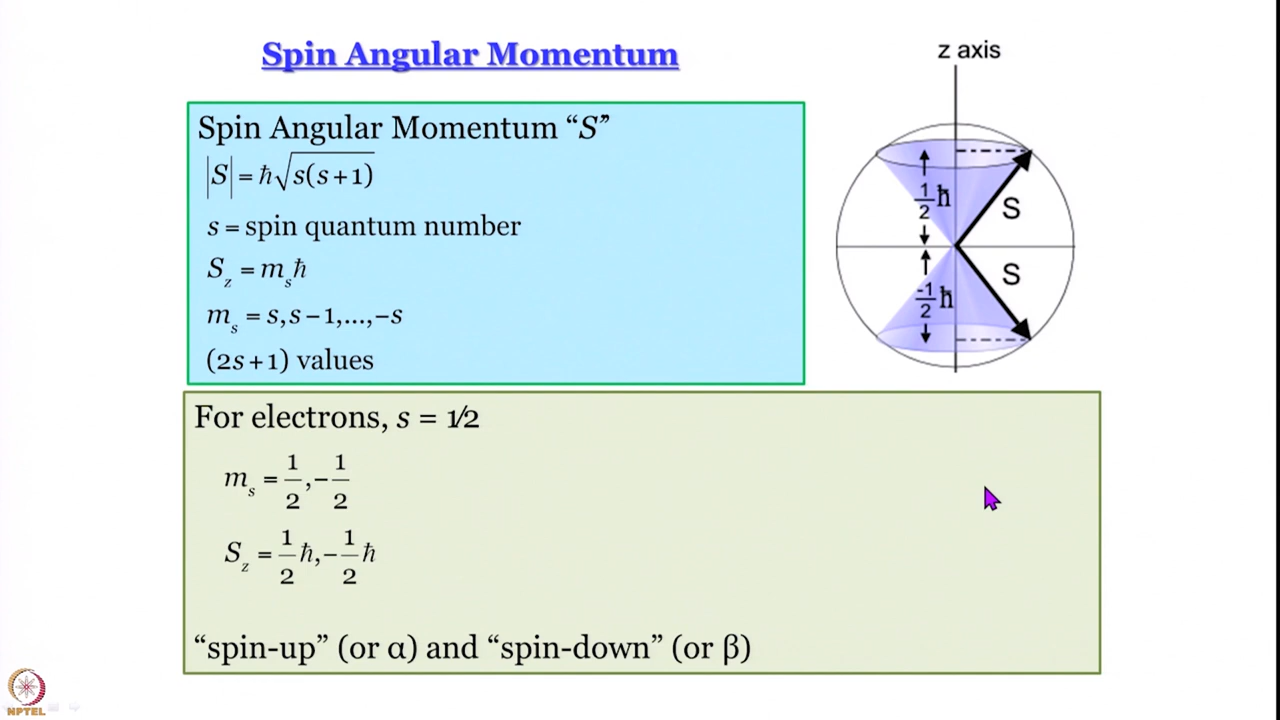 Spin Angular Momentum
Spin Angular Momentum “S”
|S| = ħ√s(s+1)
s = spin quantum number
S_z = m_sħ
m_s = s, s − 1, ..., −s
(2s+1) values
z axis
1/2 ħ
S
S
-1/2 ħ
For electrons, s = 1/2
m_s = 1/2, −1/2
S_z = 1/2 ħ, −1/2 ħ
“spin-up” (or α) and “spin-down” (or β)
NPTEL